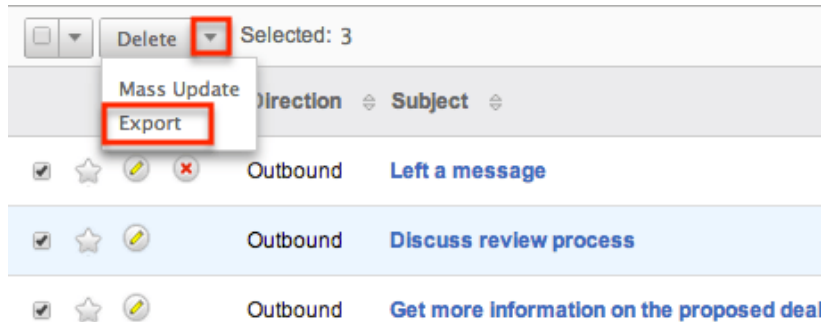 Delete Selected: 3
Mass Update
Export
Direction Subject
Outbound Left a message
Outbound Discuss review process
Outbound Get more information on the proposed deal